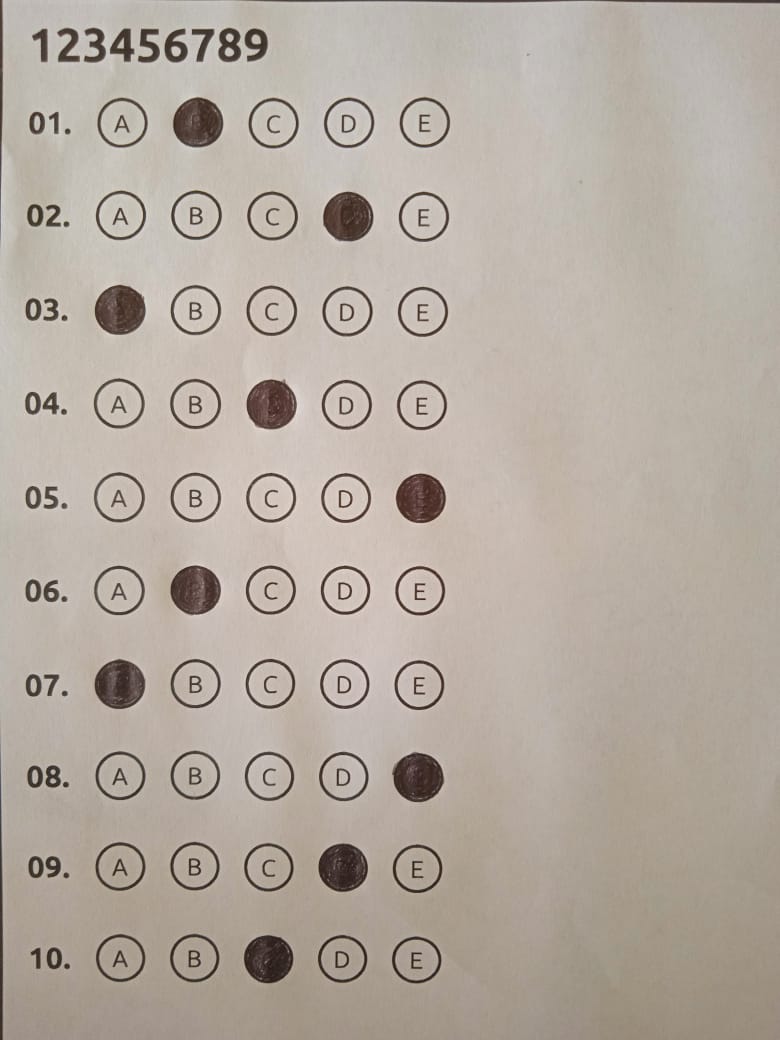 123456789
01. A B C D E
02. A B C D E
03. A B C D E
04. A B C D E
05. A B C D
06. A B C D E
07. B C D E
08. A B C D
09. A B C E
10. A B D E